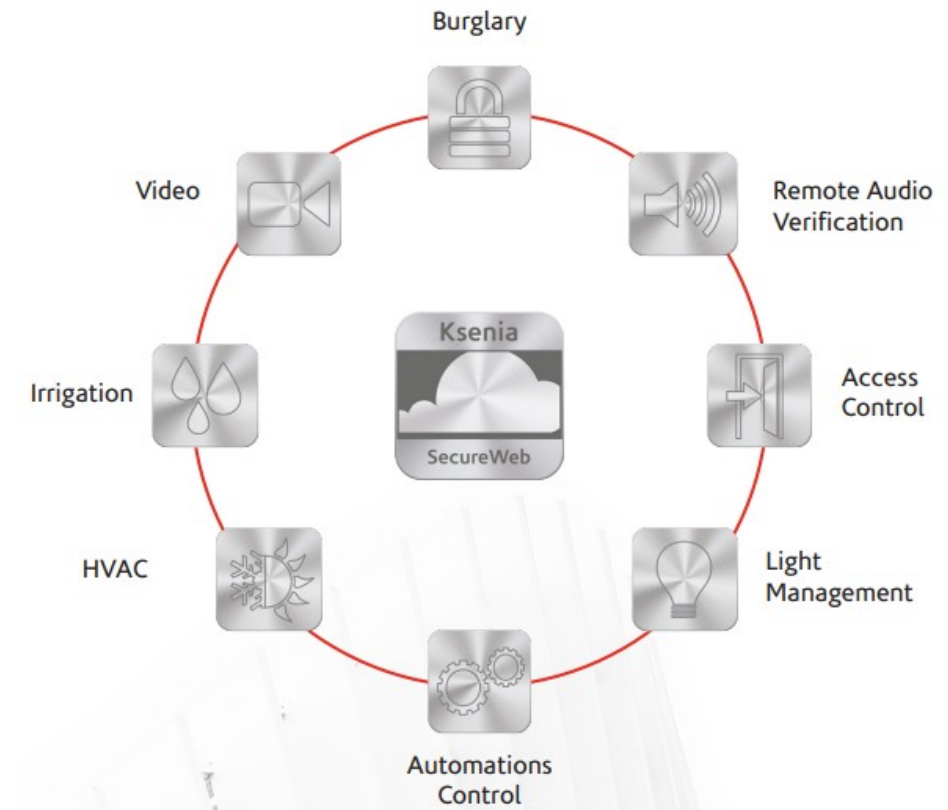 Burglary
Video
Remote Audio
Verification
Ksenia
SecureWeb
Irrigation
Access
Control
HVAC
Light
Management
Automations
Control